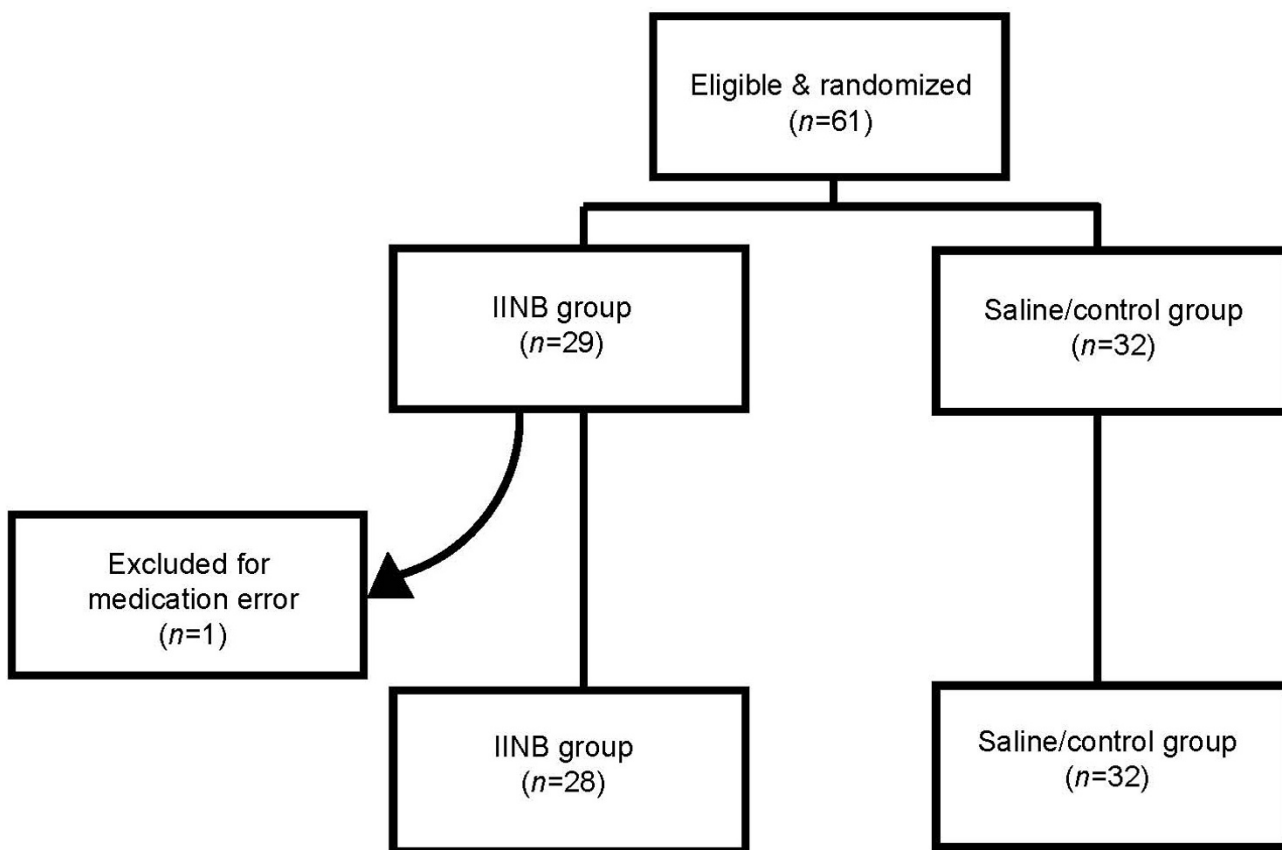 Eligible & randomized
(n=61)
IINB group
(n=29)
Saline/control group
(n=32)
Excluded for
medication error
(n=1)
IINB group
(n=28)
Saline/control group
(n=32)